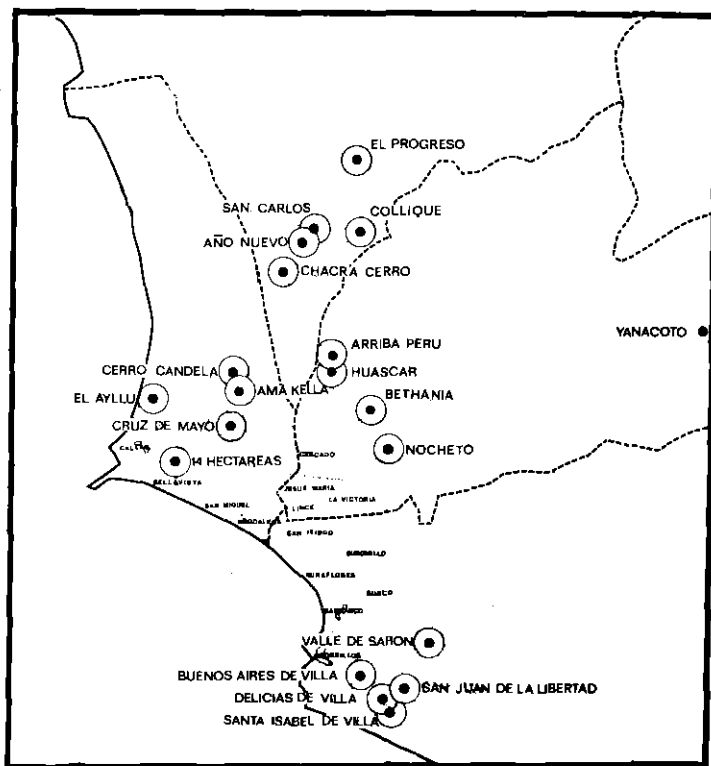 EL PROGRESO
SAN CARLOS
COLLIQUE
AÑO NUEVO
CHACRA CERRO
YANACOTO
ARRIBA PERU
CERRO CANDELA
HUASCAR
AMA KELLA
EL AYLLU
BETHANIA
CRUZ DE MAYO
NOCHETO
CERCADO
14 HECTAREAS
BELLAVISTA
JESUS MARIA
LA VICTORIA
SAN MIGUEL
LINCE
MAGDALENA
SAN ISIDRO
SURQUILLO
MIRAFLORES
SURCO
BARRANCO
VALLE DE SARON
BUENOS AIRES DE VILLA
SAN JUAN DE LA LIBERTAD
DELICIAS DE VILLA
SANTA ISABEL DE VILLA